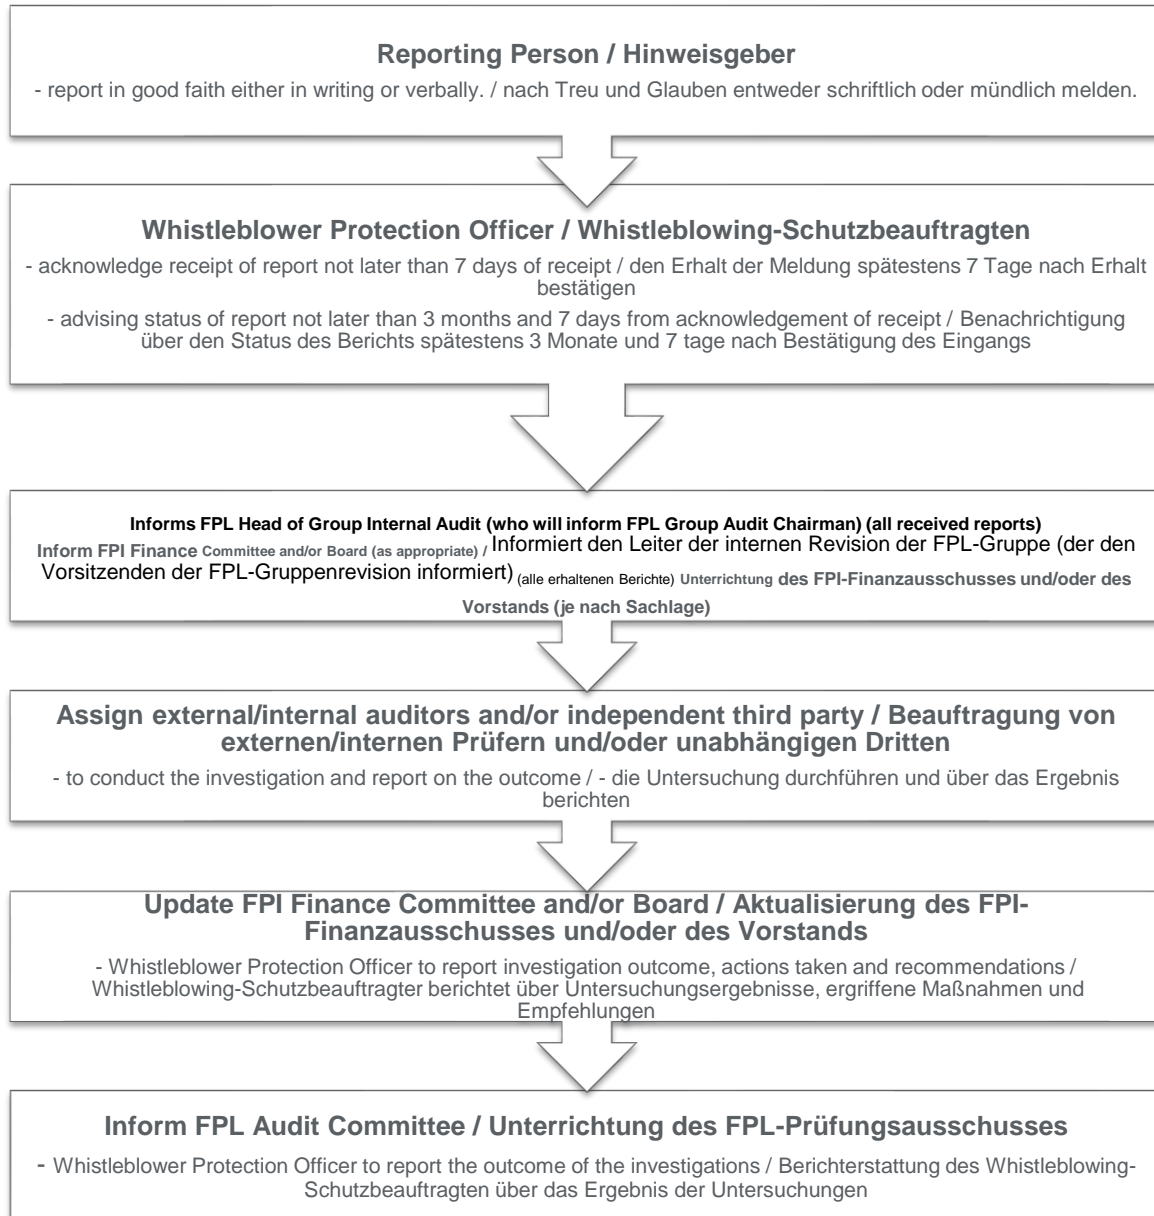 Reporting Person / Hinweisgeber
- report in good faith either in writing or verbally. / nach Treu und Glauben entweder schriftlich oder mündlich melden.
Whistleblower Protection Officer / Whistleblowing-Schutzbeauftragten
- acknowledge receipt of report not later than 7 days of receipt / den Erhalt der Meldung spätestens 7 Tage nach Erhalt
bestätigen
- advising status of report not later than 3 months and 7 days from acknowledgement of receipt / Benachrichtigung
über den Status des Berichts spätestens 3 Monate und 7 tage nach Bestätigung des Eingangs
Informs FPL Head of Group Internal Audit (who will inform FPL Group Audit Chairman) (all received reports)
Inform FPI Finance Committee and/or Board (as appropriate) / Informiert den Leiter der internen Revision der FPL-Gruppe (der den
Vorsitzenden der FPL-Gruppenrevision informiert) (alle erhaltenen Berichte) Unterrichtung des FPI-Finanzausschusses und/oder des
Vorstands (je nach Sachlage)
Assign external/internal auditors and/or independent third party / Beauftragung von
externen/internen Prüfern und/oder unabhängigen Dritten
- to conduct the investigation and report on the outcome / - die Untersuchung durchführen und über das Ergebnis
berichten
Update FPI Finance Committee and/or Board / Aktualisierung des FPI-
Finanzausschusses und/oder des Vorstands
- Whistleblower Protection Officer to report investigation outcome, actions taken and recommendations /
Whistleblowing-Schutzbeauftragter berichtet über Untersuchungsergebnisse, ergriffene Maßnahmen und
Empfehlungen
Inform FPL Audit Committee / Unterrichtung des FPL-Prüfungsausschusses
- Whistleblower Protection Officer to report the outcome of the investigations / Berichterstattung des Whistleblowing-
Schutzbeauftragten über das Ergebnis der Untersuchungen